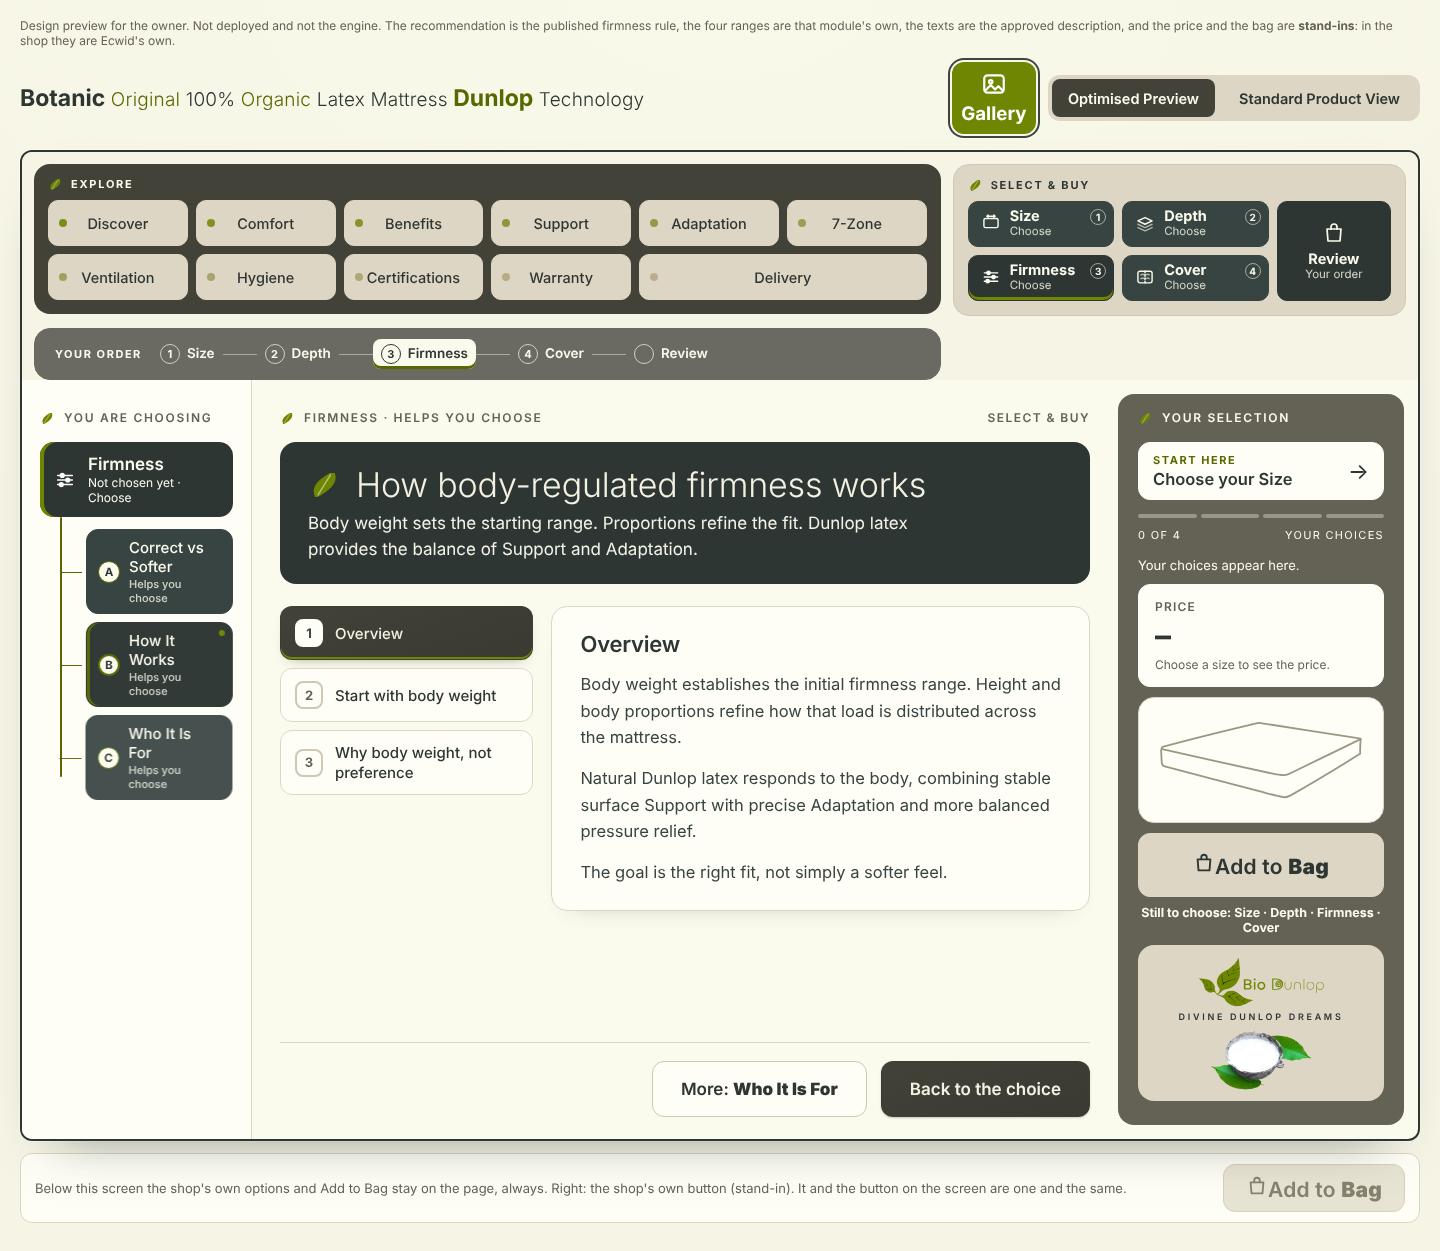 Design preview for the owner. Not deployed and not the engine. The recommendation is the published firmness rule, the four ranges are that module's own, the texts are the approved description, and the price and the bag are stand-ins: in the
shop they are Ecwid's own.
Botanic Original 100% Organic Latex Mattress Dunlop Technology
Gallery
Optimised Preview
Standard Product View
EXPLORE
Discover
Comfort
Benefits
Support
Adaptation
7-Zone
Ventilation
Hygiene
Certifications
Warranty
Delivery
SELECT & BUY
Size
Choose
1
Depth
Choose
2
Firmness
Choose
3
Cover
Choose
4
Review
Your order
YOUR ORDER
1 Size
2 Depth
3 Firmness
4 Cover
Review
YOU ARE CHOOSING
Firmness
Not chosen yet ·
Choose
A
Correct vs
Softer
Helps you
choose
B
How It
Works
Helps you
choose
C
Who It Is
For
Helps you
choose
FIRMNESS · HELPS YOU CHOOSE
SELECT & BUY
How body-regulated firmness works
Body weight sets the starting range. Proportions refine the fit. Dunlop latex
provides the balance of Support and Adaptation.
1 Overview
2 Start with body weight
3 Why body weight, not
preference
Overview
Body weight establishes the initial firmness range. Height and
body proportions refine how that load is distributed across
the mattress.
Natural Dunlop latex responds to the body, combining stable
surface Support with precise Adaptation and more balanced
pressure relief.
The goal is the right fit, not simply a softer feel.
More: Who It Is For
Back to the choice
YOUR SELECTION
START HERE
Choose your Size
0 OF 4
YOUR CHOICES
Your choices appear here.
PRICE
–
Choose a size to see the price.
Add to Bag
Still to choose: Size · Depth · Firmness ·
Cover
Bio Dunlop
DIVINE DUNLOP DREAMS
Below this screen the shop's own options and Add to Bag stay on the page, always. Right: the shop's own button (stand-in). It and the button on the screen are one and the same.
Add to Bag